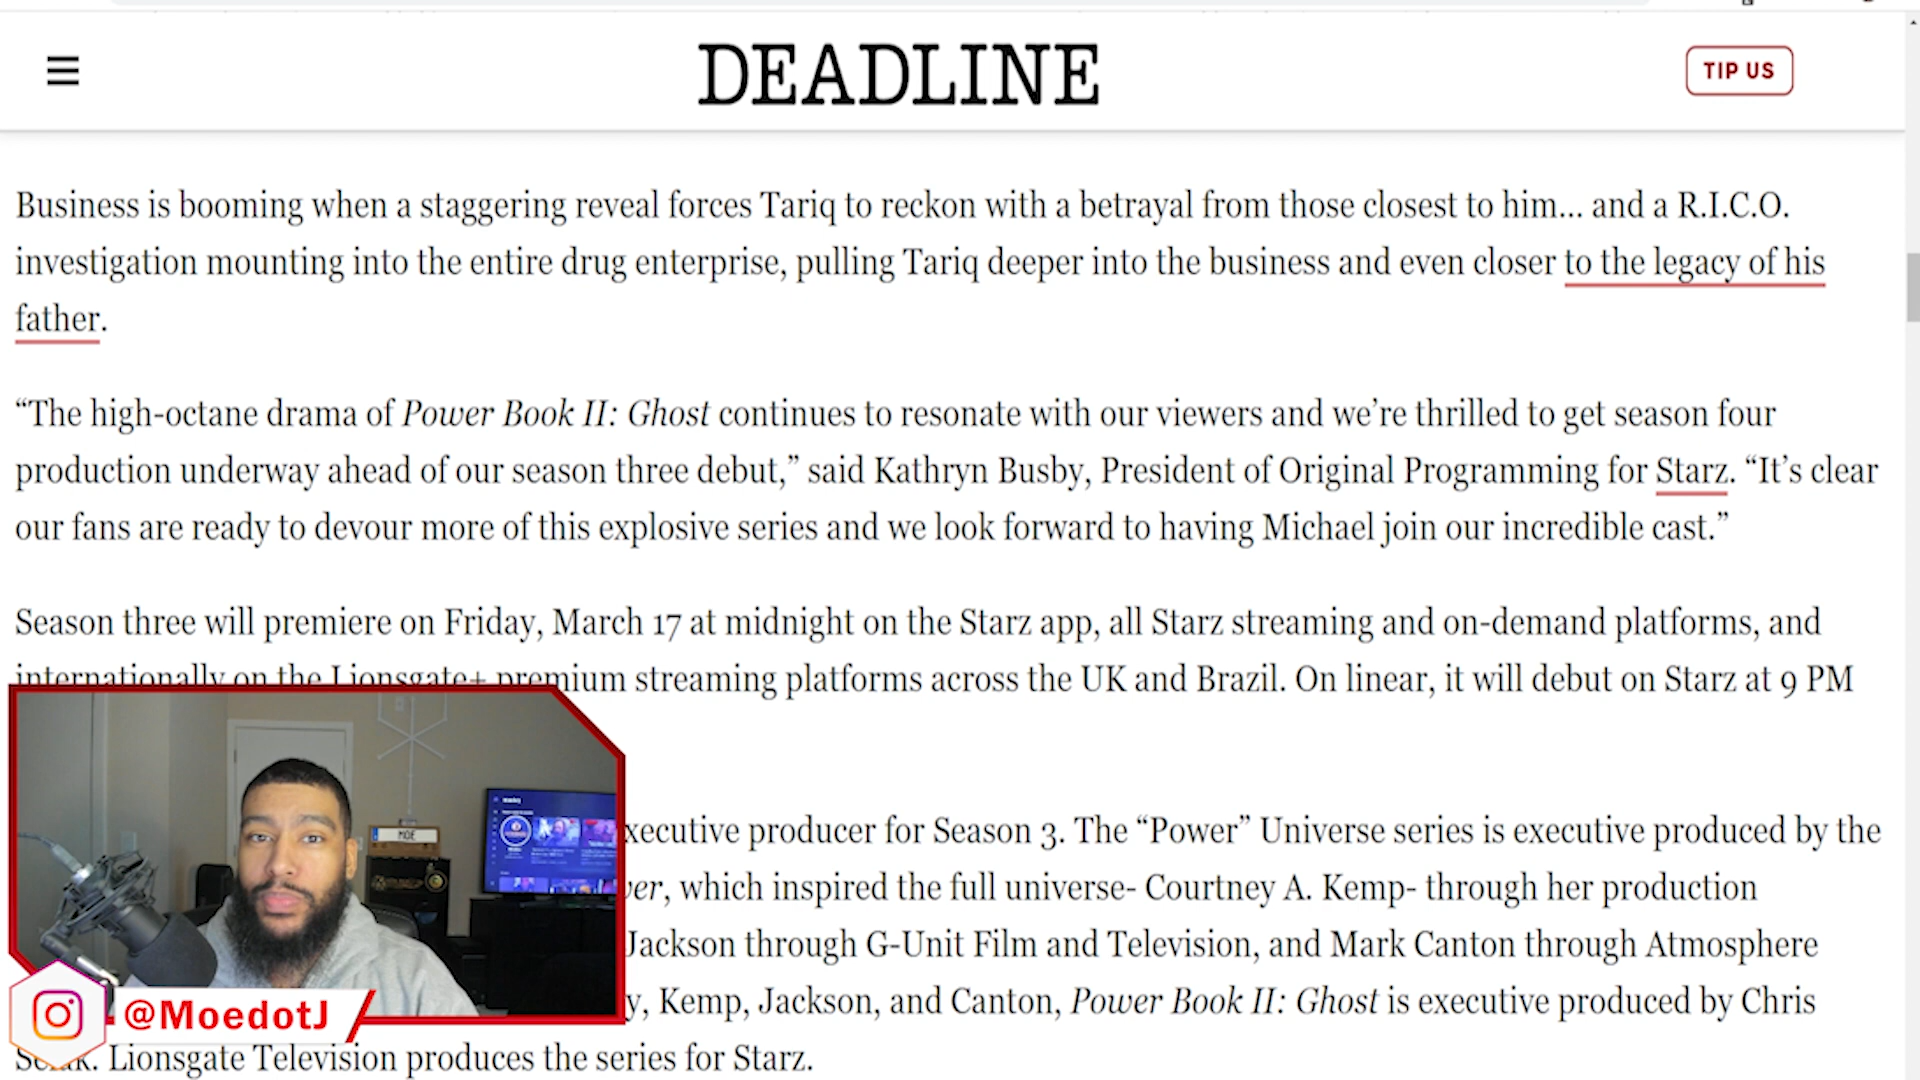 DEADLINE
TIP US
Business is booming when a staggering reveal forces Tariq to reckon with a betrayal from those closest to him... and a R.I.C.O.
investigation mounting into the entire drug enterprise, pulling Tariq deeper into the business and even closer to the legacy of his
father.
“The high-octane drama of Power Book II: Ghost continues to resonate with our viewers and we’re thrilled to get season four
production underway ahead of our season three debut,” said Kathryn Busby, President of Original Programming for Starz. “It’s clear
our fans are ready to devour more of this explosive series and we look forward to having Michael join our incredible cast.”
Season three will premiere on Friday, March 17 at midnight on the Starz app, all Starz streaming and on-demand platforms, and
internationally on the Lionsgate+ premium streaming platforms across the UK and Brazil. On linear, it will debut on Starz at 9 PM
executive producer for Season 3. The “Power” Universe series is executive produced by the
which inspired the full universe- Courtney A. Kemp- through her production
Jackson through G-Unit Film and Television, and Mark Canton through Atmosphere
Kemp, Jackson, and Canton, Power Book II: Ghost is executive produced by Chris
Lionsgate Television produces the series for Starz.
MOE
@MoedotJ